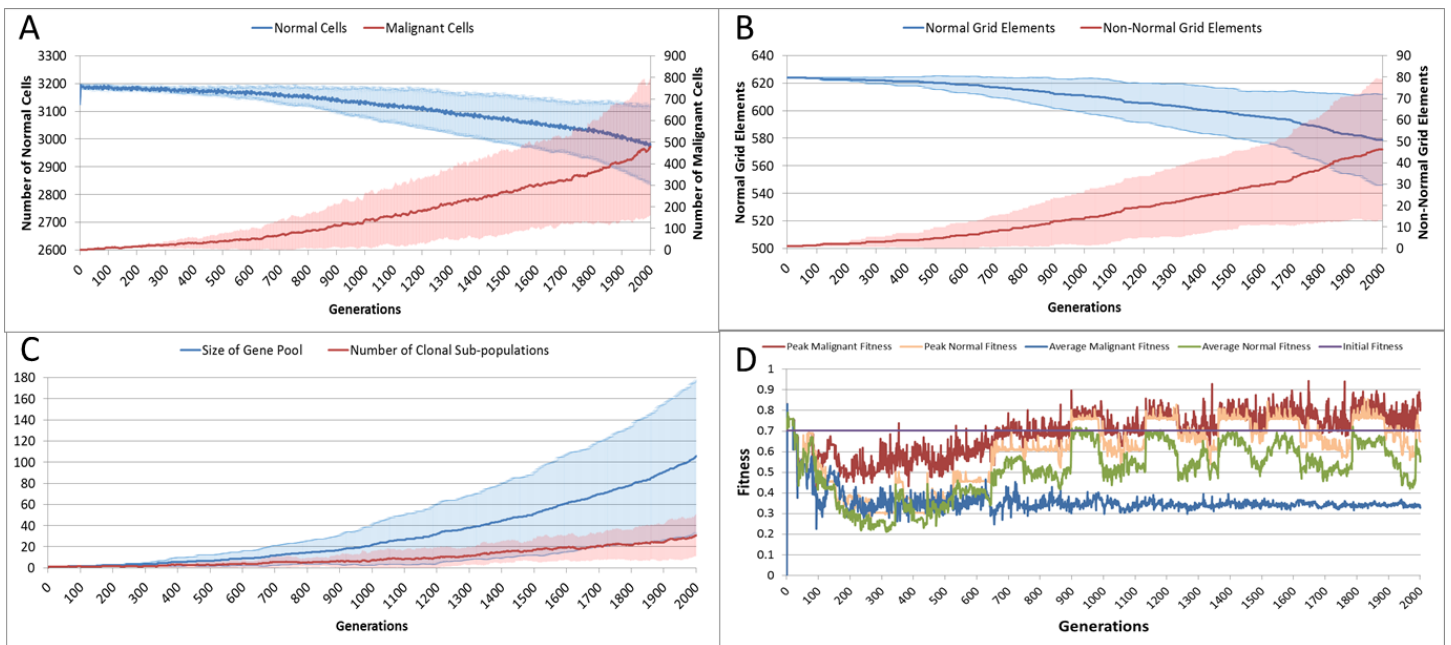 A
Normal Cells Malignant Cells
Number of Normal Cells
3300
3200
3100
3000
2900
2800
2700
2600
900
800
700
600
500
400
300
200
100
0
Number of Malignant Cells
0 100 200 300 400 500 600 700 800 900 1000 1100 1200 1300 1400 1500 1600 1700 1800 1900 2000
Generations
B
Normal Grid Elements Non-Normal Grid Elements
Normal Grid Elements
640
620
600
580
560
540
520
500
90
80
70
60
50
40
30
20
10
0
Non-Normal Grid Elements
0 100 200 300 400 500 600 700 800 900 1000 1100 1200 1300 1400 1500 1600 1700 1800 1900 2000
Generations
C
Size of Gene Pool Number of Clonal Sub-populations
180
160
140
120
100
80
60
40
20
0
0 100 200 300 400 500 600 700 800 900 1000 1100 1200 1300 1400 1500 1600 1700 1800 1900 2000
Generations
D
Peak Malignant Fitness Peak Normal Fitness Average Malignant Fitness Average Normal Fitness Initial Fitness
Fitness
1
0.9
0.8
0.7
0.6
0.5
0.4
0.3
0.2
0.1
0
0 100 200 300 400 500 600 700 800 900 1000 1100 1200 1300 1400 1500 1600 1700 1800 1900 2000
Generations